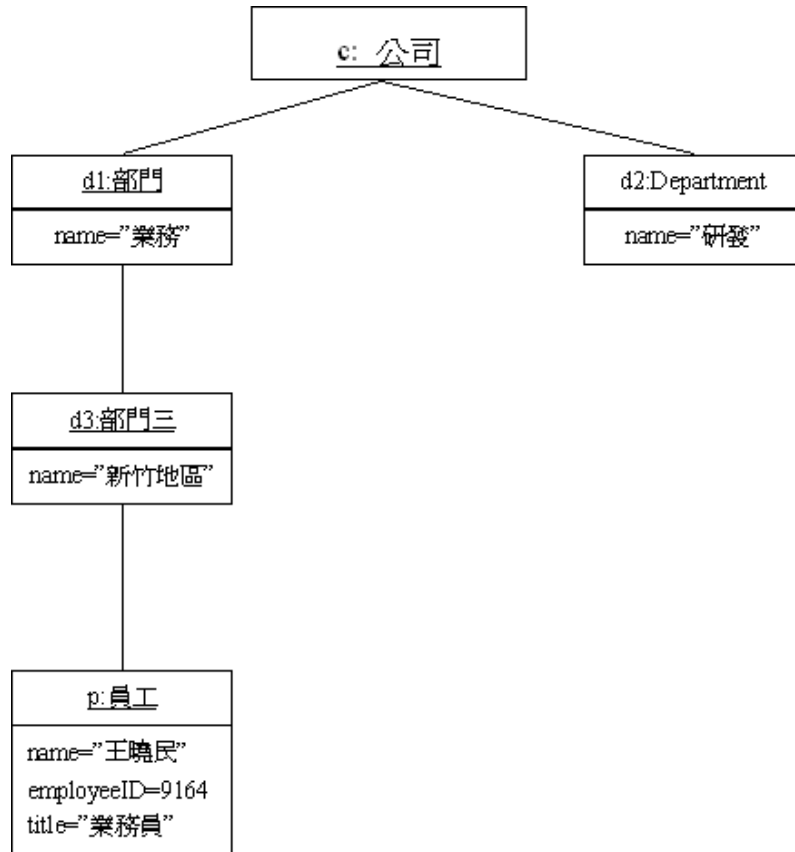 c: 公司
d1:部門
name=”業務”
d2:Department
name=”研發”
d3:部門三
name=”新竹地區”
p:員工
name=”王曉民”
employeeID=9164
title=”業務員”